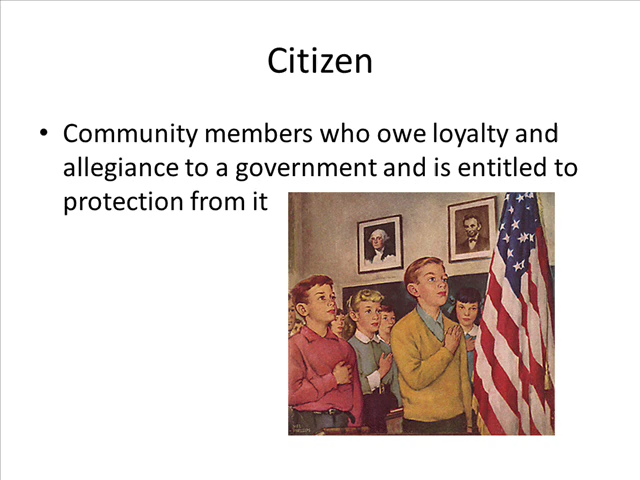 Citizen
• Community members who owe loyalty and
allegiance to a government and is entitled to
protection from it